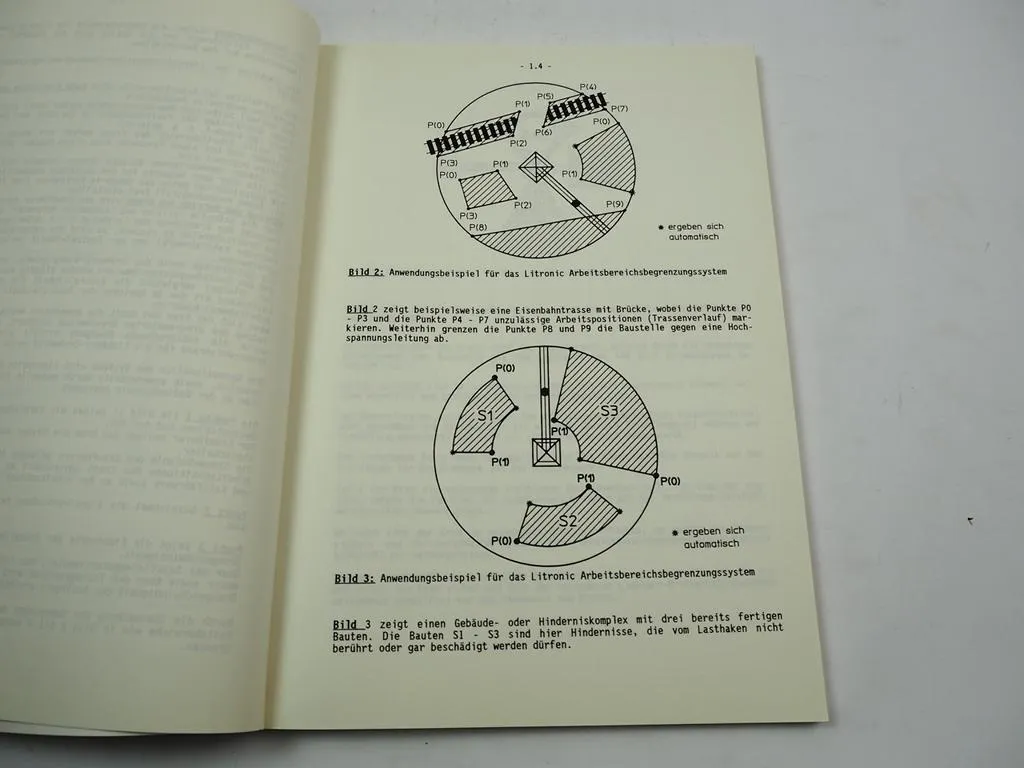 - 1.4 -
P(4)
P(5)
P(1)
P(7)
P(0)
P(6)
P(0)
P(2)
P(3)
P(0)
P(1)
P(1)
P(2)
P(9)
P(3)
P(8)
* ergeben sich
automatisch
Bild 2: Anwendungsbeispiel für das Litronic Arbeitsbereichsbegrenzungssystem
Bild 2 zeigt beispielsweise eine Eisenbahntrasse mit Brücke, wobei die Punkte P0
- P3 und die Punkte P4 - P7 unzulässige Arbeitspositionen (Trassenverlauf) mar-
kieren. Weiterhin grenzen die Punkte P8 und P9 die Baustelle gegen eine Hoch-
spannungsleitung ab.
P(0)
S1
S3
P(1)
P(1)
P(1)
P(0)
S2
P(0)
* ergeben sich
automatisch
Bild 3: Anwendungsbeispiel für das Litronic Arbeitsbereichsbegrenzungssystem
Bild 3 zeigt einen Gebäude- oder Hinderniskomplex mit drei bereits fertigen
Bauten. Die Bauten S1 - S3 sind hier Hindernisse, die vom Lasthaken nicht
berührt oder gar beschädigt werden dürfen.